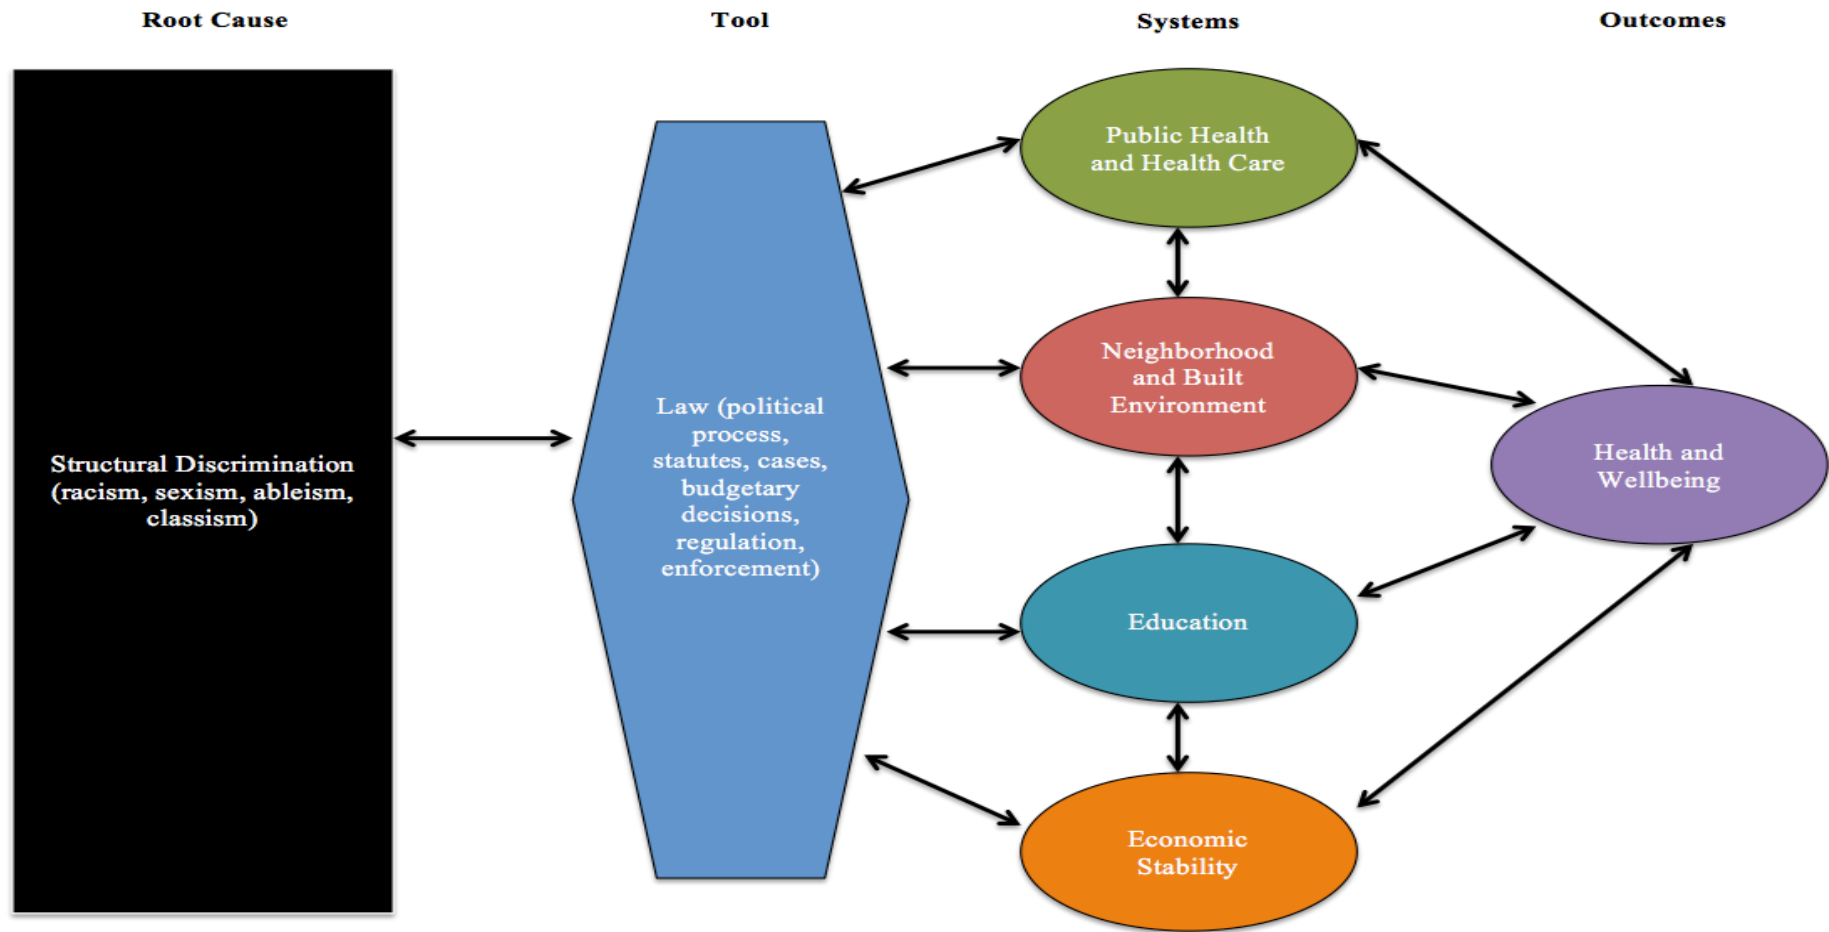 Root Cause
Tool
Systems
Outcomes
Structural Discrimination
(racism, sexism, ableism,
classism)
Law (political
process,
statutes, cases,
budgetary
decisions,
regulation,
enforcement)
Public Health
and Health Care
Neighborhood
and Built
Environment
Education
Economic
Stability
Health and
Wellbeing